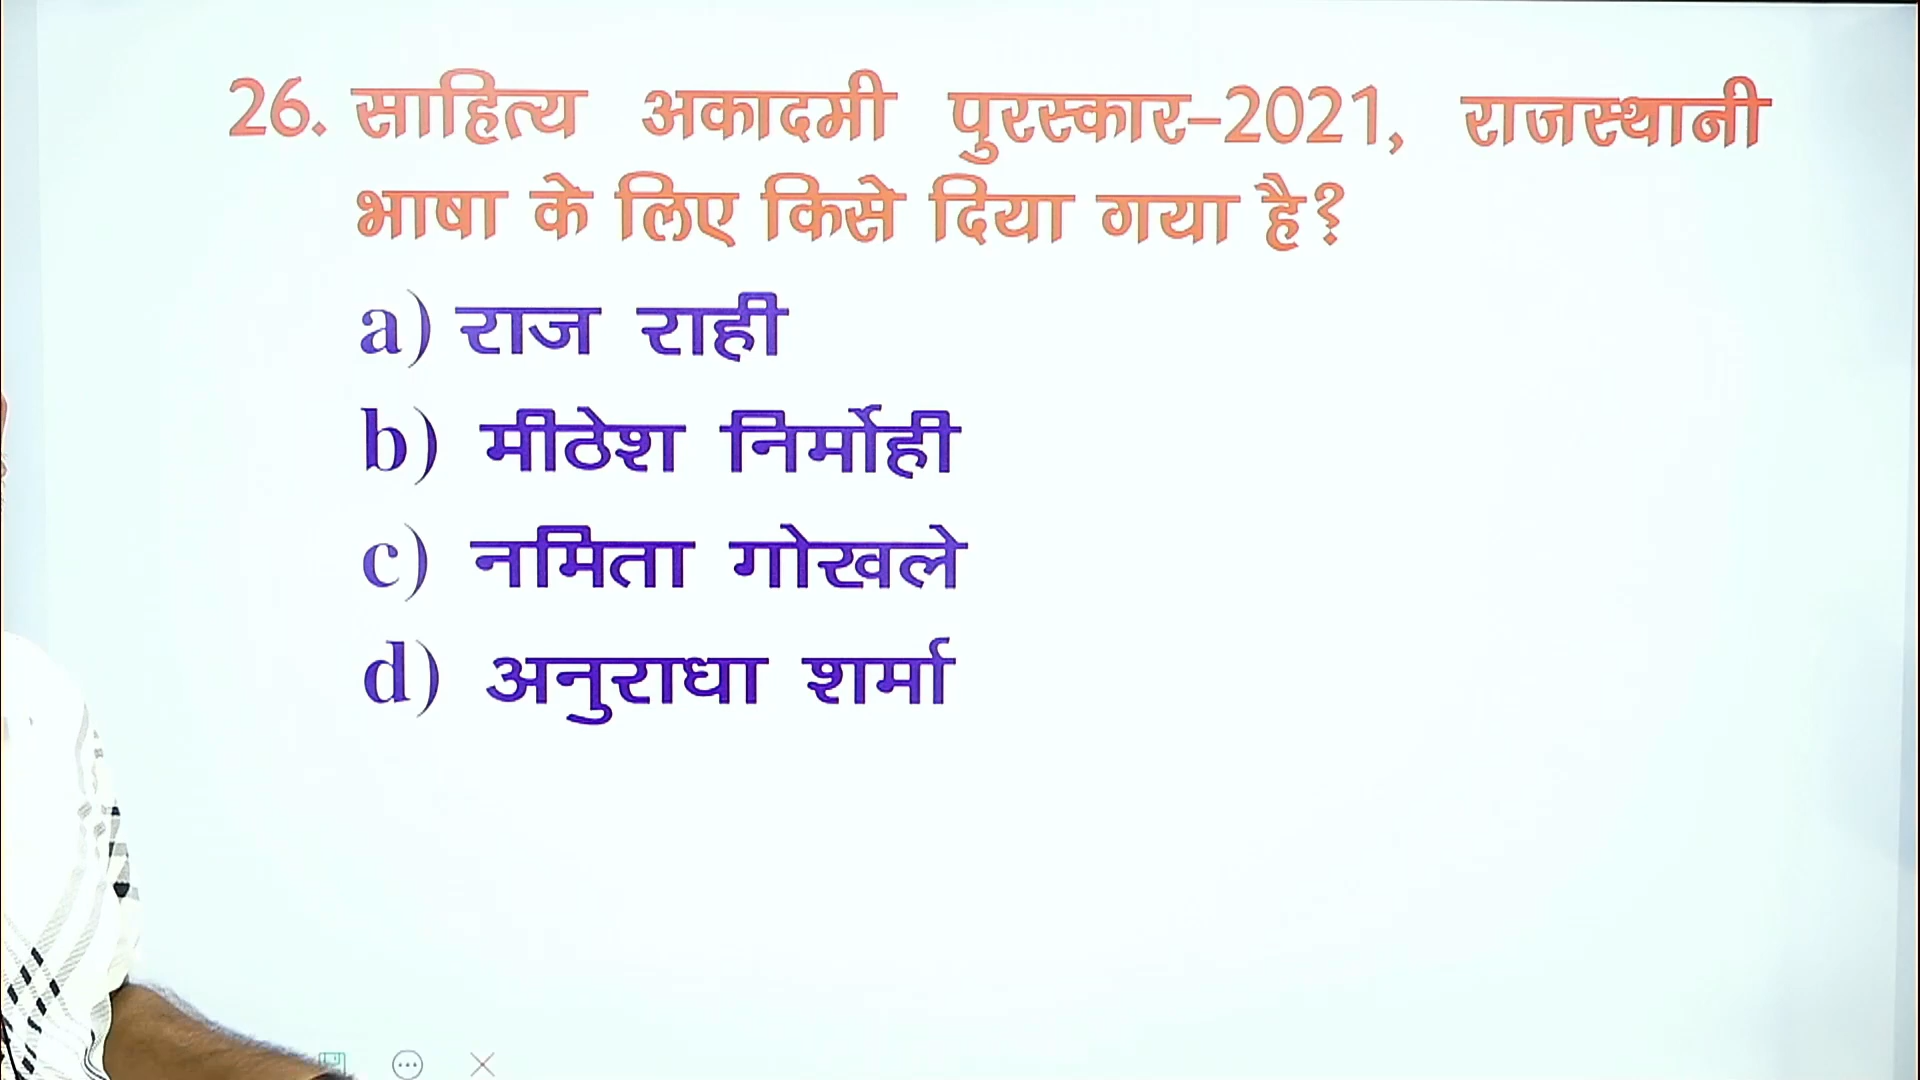 26. साहित्य अकादमी पुरस्कार–2021, राजस्थानी
भाषा के लिए किसे दिया गया है?
a) राज राही
b) मीठेश निर्मोही
c) नमिता गोखले
d) अनुराधा शर्मा